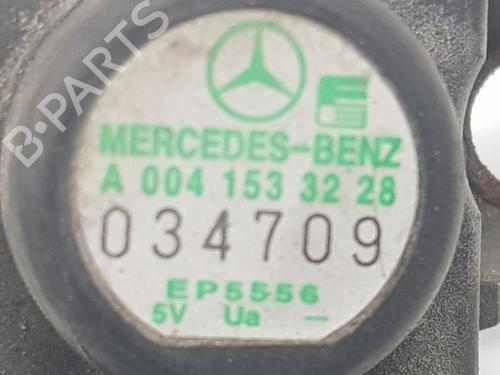 B-PARTS
MERCEDES-BENZ
A 004 153 32 28
034709
EP5556
5V Ua —